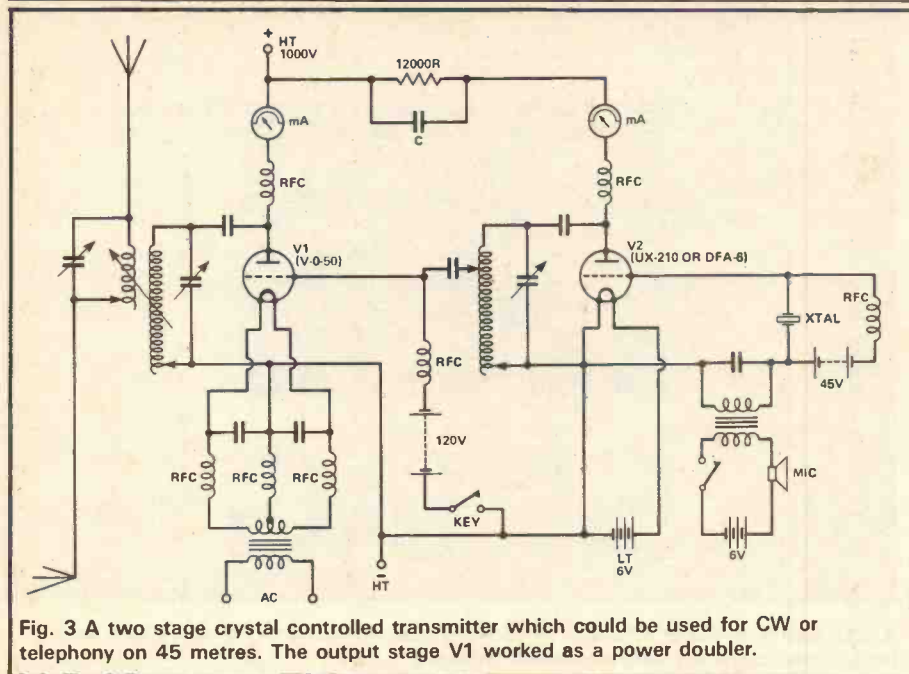 +
HT
1000V
12000R
C
mA
mA
RFC
RFC
V1
(V-0-50)
V2
(UX-210 OR DFA-6)
RFC
XTAL
RFC
45V
120V
RFC
RFC
RFC
MIC
KEY
LT
6V
6V
AC
−
HT
Fig. 3 A two stage crystal controlled transmitter which could be used for CW or
telephony on 45 metres. The output stage V1 worked as a power doubler.